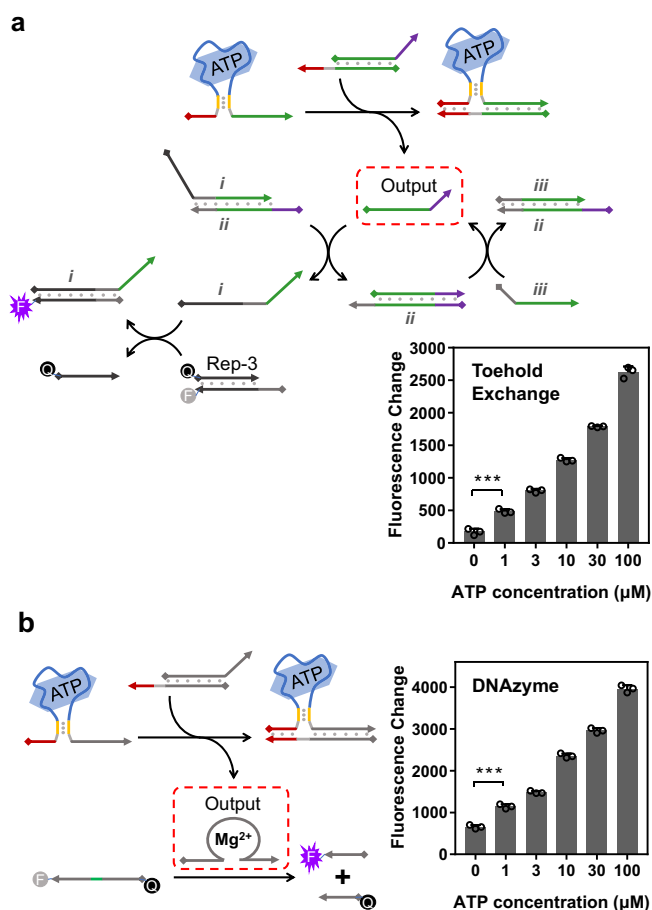 a
ATP
ATP
i
ii
Output
iii
ii
i
F
ii
iii
Q
Q
F
Rep-3
Toehold
Exchange
Fluorescence Change
3000
2500
2000
1500
1000
500
0
***
0 1 3 10 30 100
ATP concentration (µM)
b
ATP
ATP
Output
Mg2+
F
Q
F
+
Q
DNAzyme
Fluorescence Change
4000
3000
2000
1000
0
***
0 1 3 10 30 100
ATP concentration (µM)